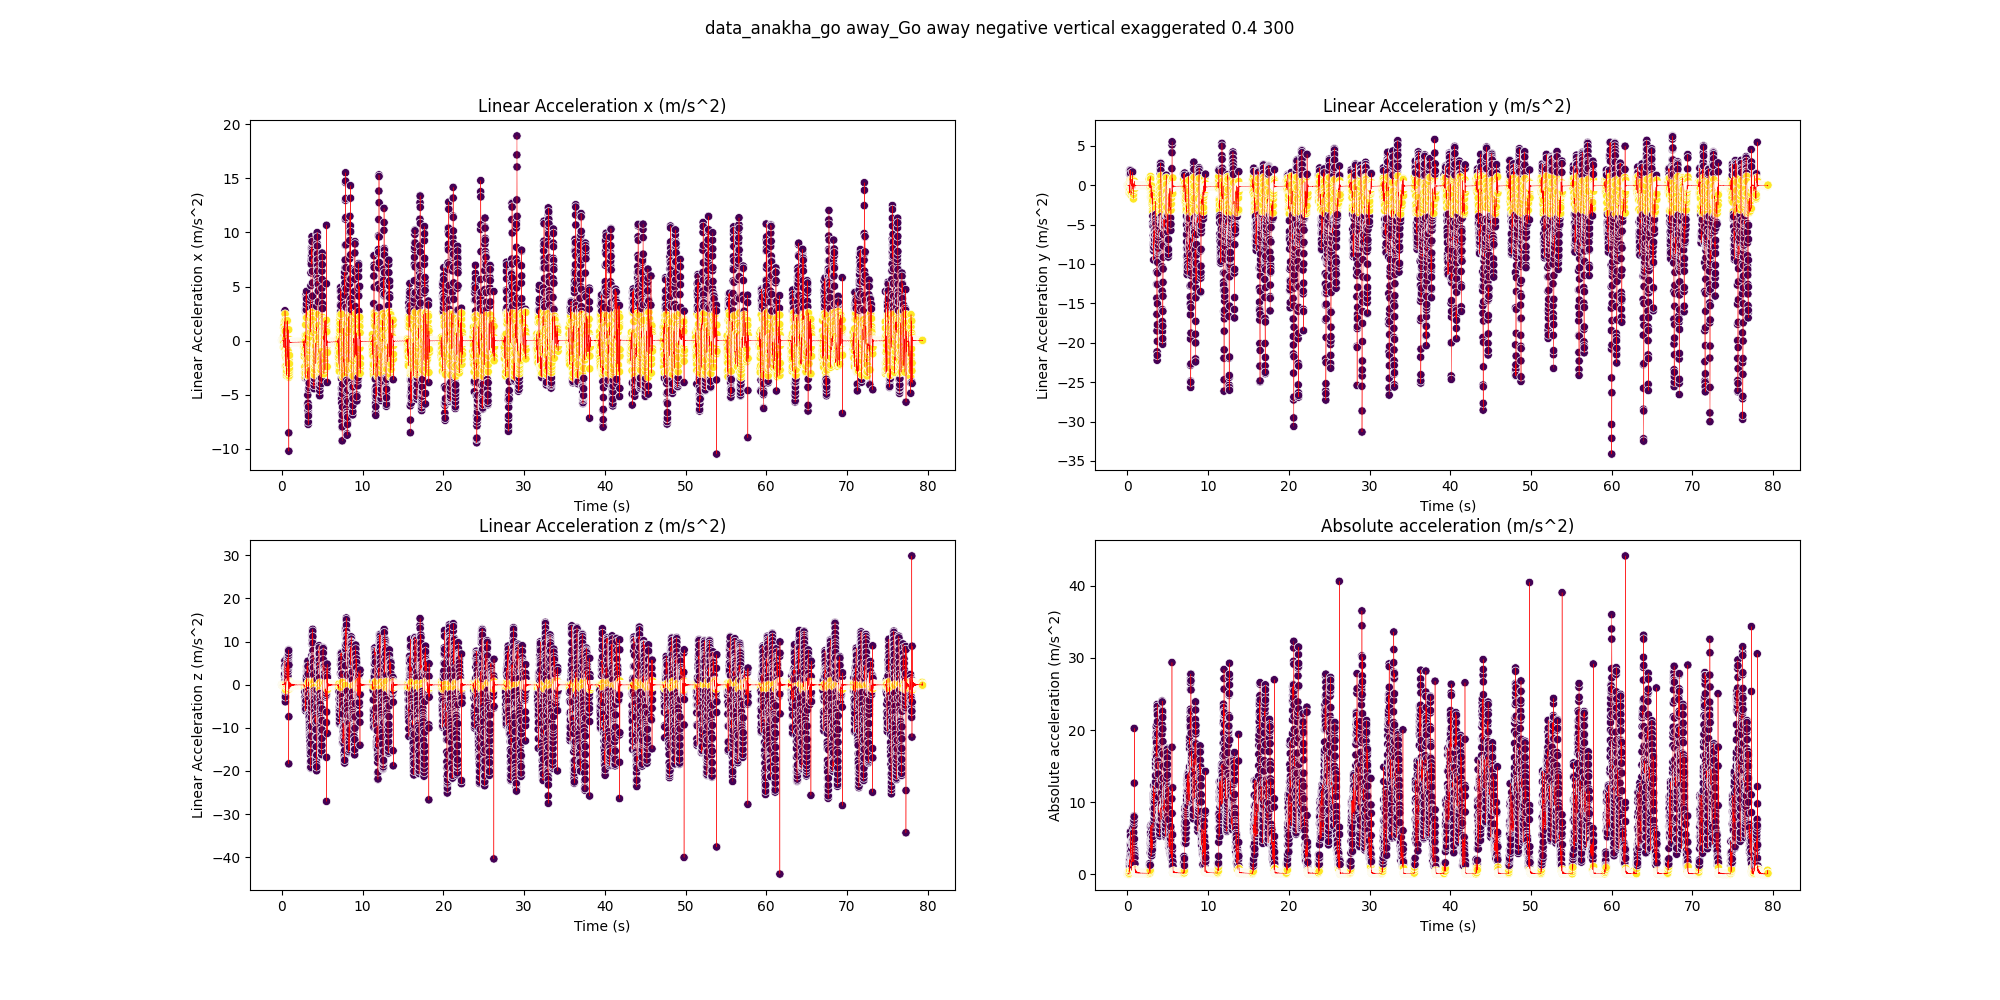 data_anakha_go away_Go away negative vertical exaggerated 0.4 300
Linear Acceleration x (m/s^2)
Linear Acceleration x (m/s^2)
20
15
10
5
0
−5
−10
0 10 20 30 40 50 60 70 80
Time (s)
Linear Acceleration y (m/s^2)
Linear Acceleration y (m/s^2)
5
0
−5
−10
−15
−20
−25
−30
−35
0 10 20 30 40 50 60 70 80
Time (s)
Linear Acceleration z (m/s^2)
Linear Acceleration z (m/s^2)
30
20
10
0
−10
−20
−30
−40
0 10 20 30 40 50 60 70 80
Time (s)
Absolute acceleration (m/s^2)
Absolute acceleration (m/s^2)
40
30
20
10
0
0 10 20 30 40 50 60 70 80
Time (s)